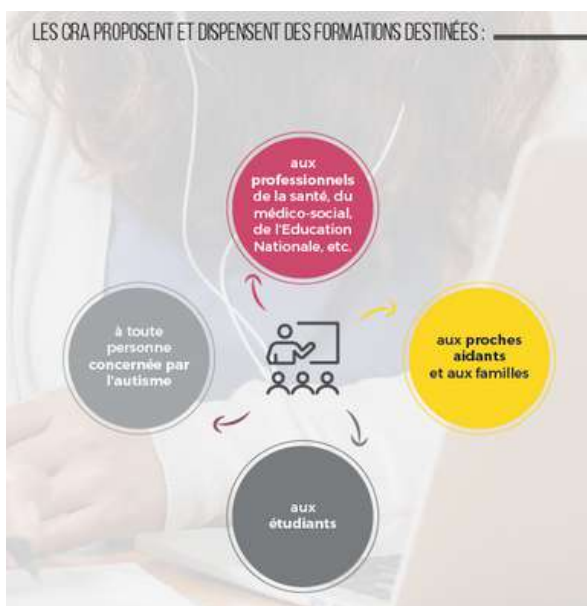 LES CRA PROPOSENT ET DISPENSENT DES FORMATIONS DESTINÉES :
aux
professionnels
de la santé, du
médico-social,
de l'Education
Nationale, etc.
à toute
personne
concernée par
l'autisme
aux proches
aidants
et aux familles
aux
étudiants